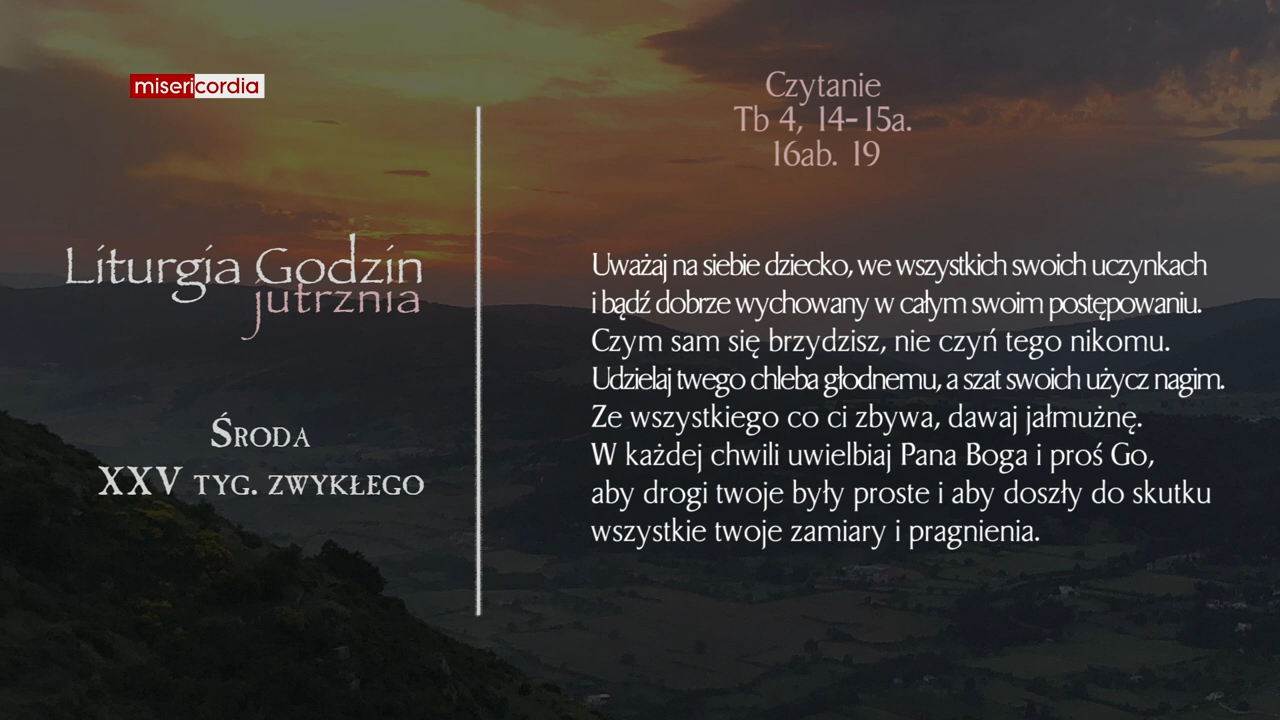 misericordia
Liturgia Godzin
jutrznia
Środa
XXV tyg. zwykłego
Czytanie
Tb 4, 14-15a.
16ab. 19
Uważaj na siebie dziecko, we wszystkich swoich uczynkach
i bądź dobrze wychowany w całym swoim postępowaniu.
Czym sam się brzydzisz, nie czyń tego nikomu.
Udzielaj twego chleba głodnemu, a szat swoich użycz nagim.
Ze wszystkiego co ci zbywa, dawaj jałmużnę.
W każdej chwili uwielbiaj Pana Boga i proś Go,
aby drogi twoje były proste i aby doszły do skutku
wszystkie twoje zamiary i pragnienia.